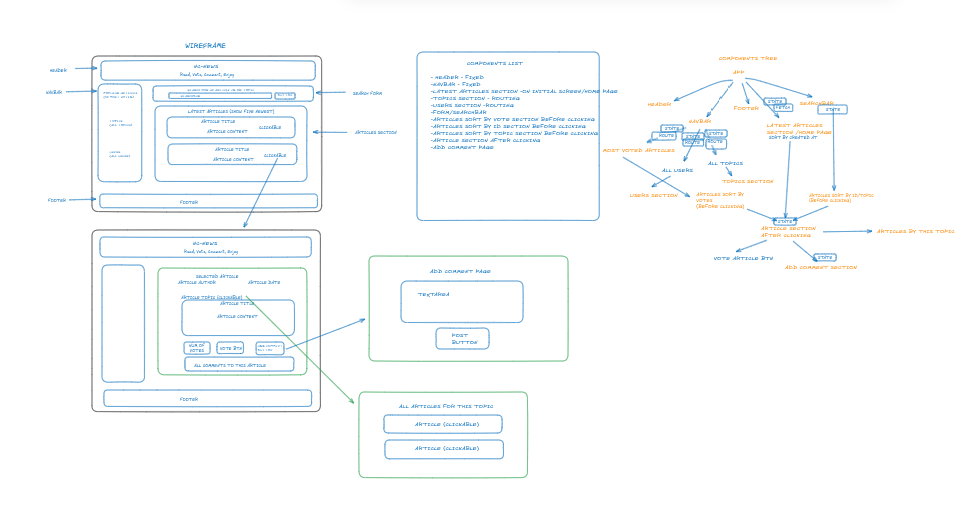 WIREFRAME
HEADER
NC-NEWS
Read, Vote, Comment, Enjoy
NAVBAR
SEARCH FORM
LATEST ARTICLES (SHOW FIVE NEWEST)
ARTICLE TITLE
CLICKABLE
ARTICLE CONTENT
ARTICLES SECTION
ARTICLE TITLE
CLICKABLE
ARTICLE CONTENT
FOOTER
FOOTER
NC-NEWS
Read, Vote, Comment, Enjoy
SELECTED ARTICLE
ARTICLE AUTHOR
ARTICLE DATE
ARTICLE TOPIC (CLICKABLE)
ARTICLE TITLE
ARTICLE CONTENT
NUM OF
VOTES
VOTE BTN
ALL COMMENTS TO THIS ARTICLE
FOOTER
ADD COMMENT PAGE
TEXTAREA
POST
BUTTON
ALL ARTICLES FOR THIS TOPIC
ARTICLE (CLICKABLE)
ARTICLE (CLICKABLE)
COMPONENTS LIST
- HEADER - FIXED
- NAVBAR - FIXED
-LATEST ARTICLES SECTION -ON INITIAL SCREEN/HOME PAGE
-TOPICS SECTION - ROUTING
-USERS SECTION - ROUTING
-FORM/SEARCHBAR
-ARTICLES SORT BY VOTE SECTION BEFORE CLICKING
-ARTICLES SORT BY ID SECTION BEFORE CLICKING
-ARTICLES SORT BY TOPIC SECTION BEFORE CLICKING
-ARTICLE SECTION AFTER CLICKING
-ADD COMMENT PAGE
COMPONENTS TREE
APP
HEADER
NAVBAR
FOOTER
STATE
FETCH
SEARCHBAR
STATE
LATEST ARTICLES
SECTION /HOME PAGE
SORT BY CREATED AT
STATE
ROUTE
STATE
ROUTE
STATE
ROUTE
MOST VOTED ARTICLES
ALL USERS
ALL TOPICS
TOPICS SECTION
USERS SECTION
ARTICLES SORT BY
VOTES
(BEFORE CLICKING)
ARTICLES SORT BY ID/TOPIC
(BEFORE CLICKING)
STATE
ARTICLE SECTION
AFTER CLICKING
ARTICLES BY THIS TOPIC
VOTE ARTICLE BTN
STATE
ADD COMMENT SECTION